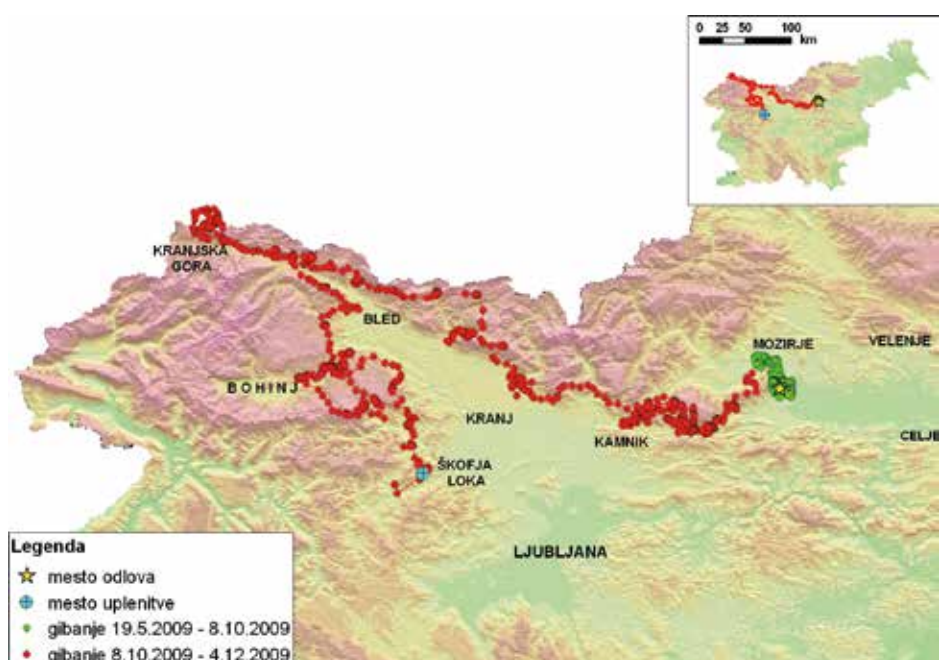 0 25 50 100
km
KRANJSKA
GORA
BLED
MOZIRJE
VELENJE
BOHINJ
KRANJ
KAMNIK
CELJE
ŠKOFJA
LOKA
LJUBLJANA
Legenda
mesto odlova
mesto uplenitve
gibanje 19.5.2009 - 8.10.2009
gibanje 8.10.2009 - 4.12.2009